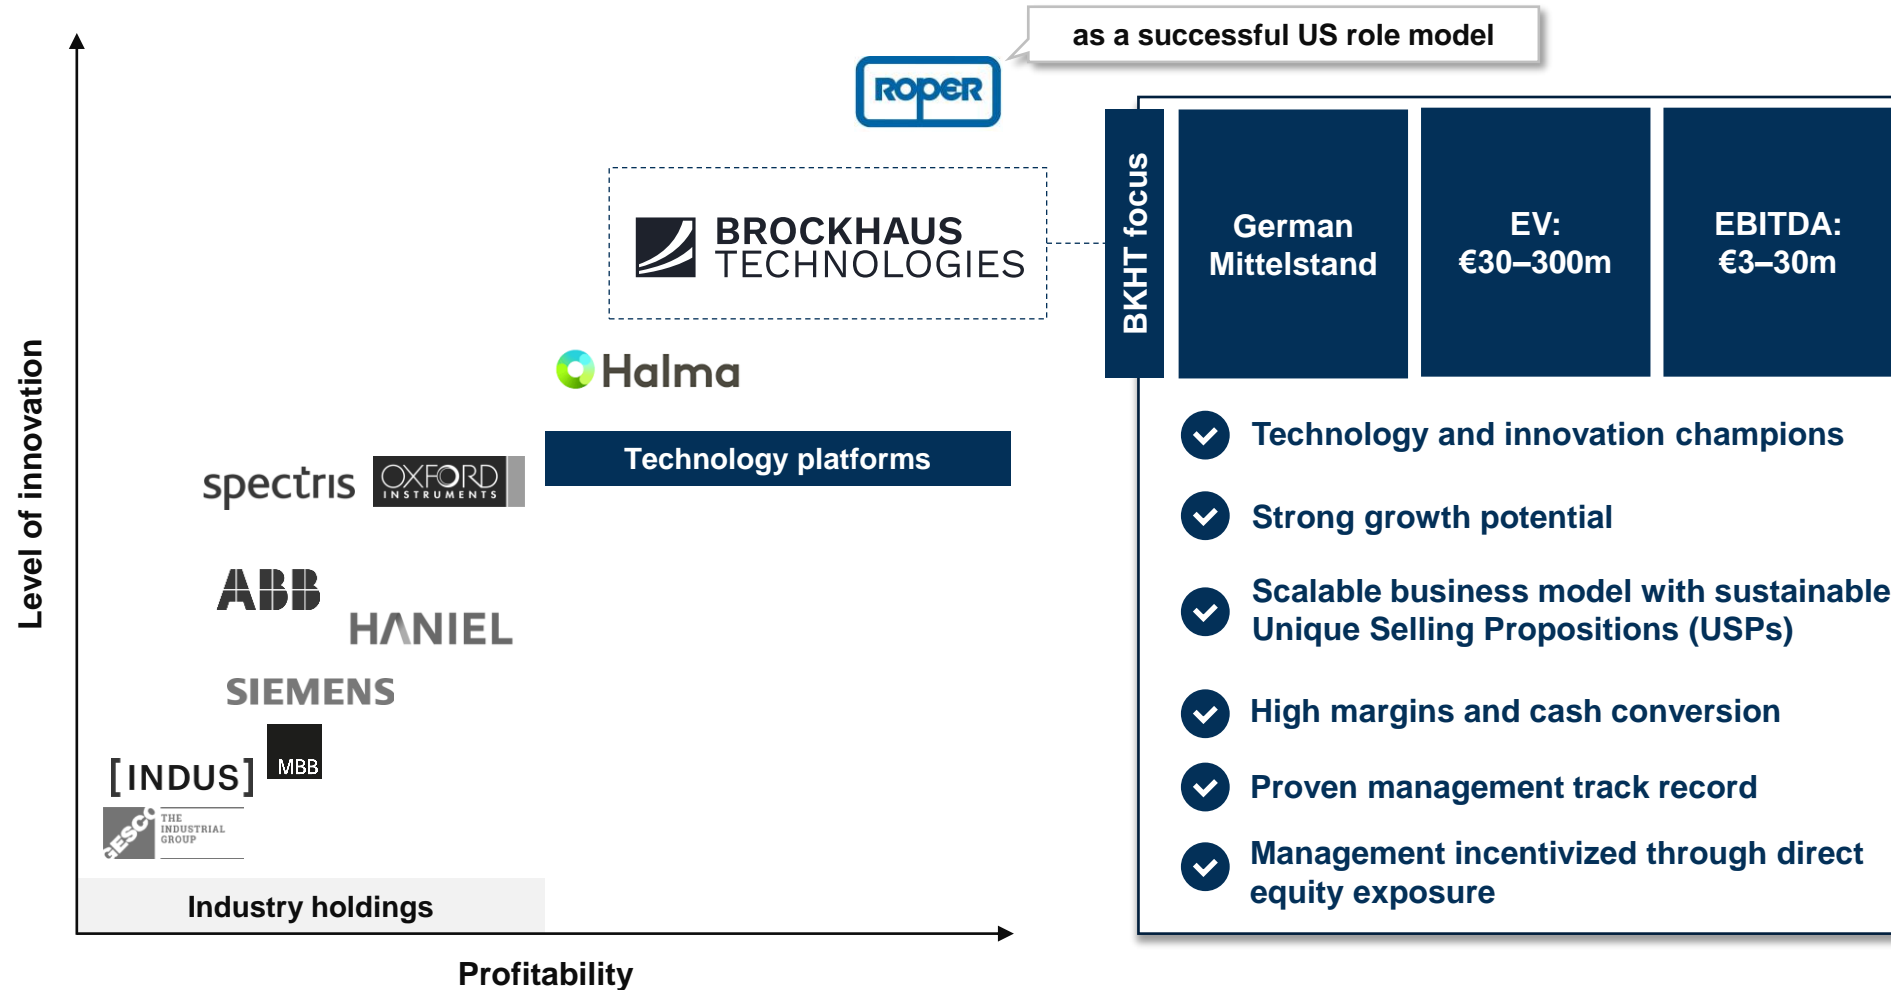 as a successful US role model
ROPER
BROCKHAUS
TECHNOLOGIES
Halma
Technology platforms
spectris
OXFORD
INSTRUMENTS
ABB
HANIEL
SIEMENS
MBB
[INDUS]
GESCO
THE
INDUSTRIAL
GROUP
Industry holdings
Level of innovation
Profitability
BKHT focus
German
Mittelstand
EV:
€30–300m
EBITDA:
€3–30m
Technology and innovation champions
Strong growth potential
Scalable business model with sustainable
Unique Selling Propositions (USPs)
High margins and cash conversion
Proven management track record
Management incentivized through direct
equity exposure